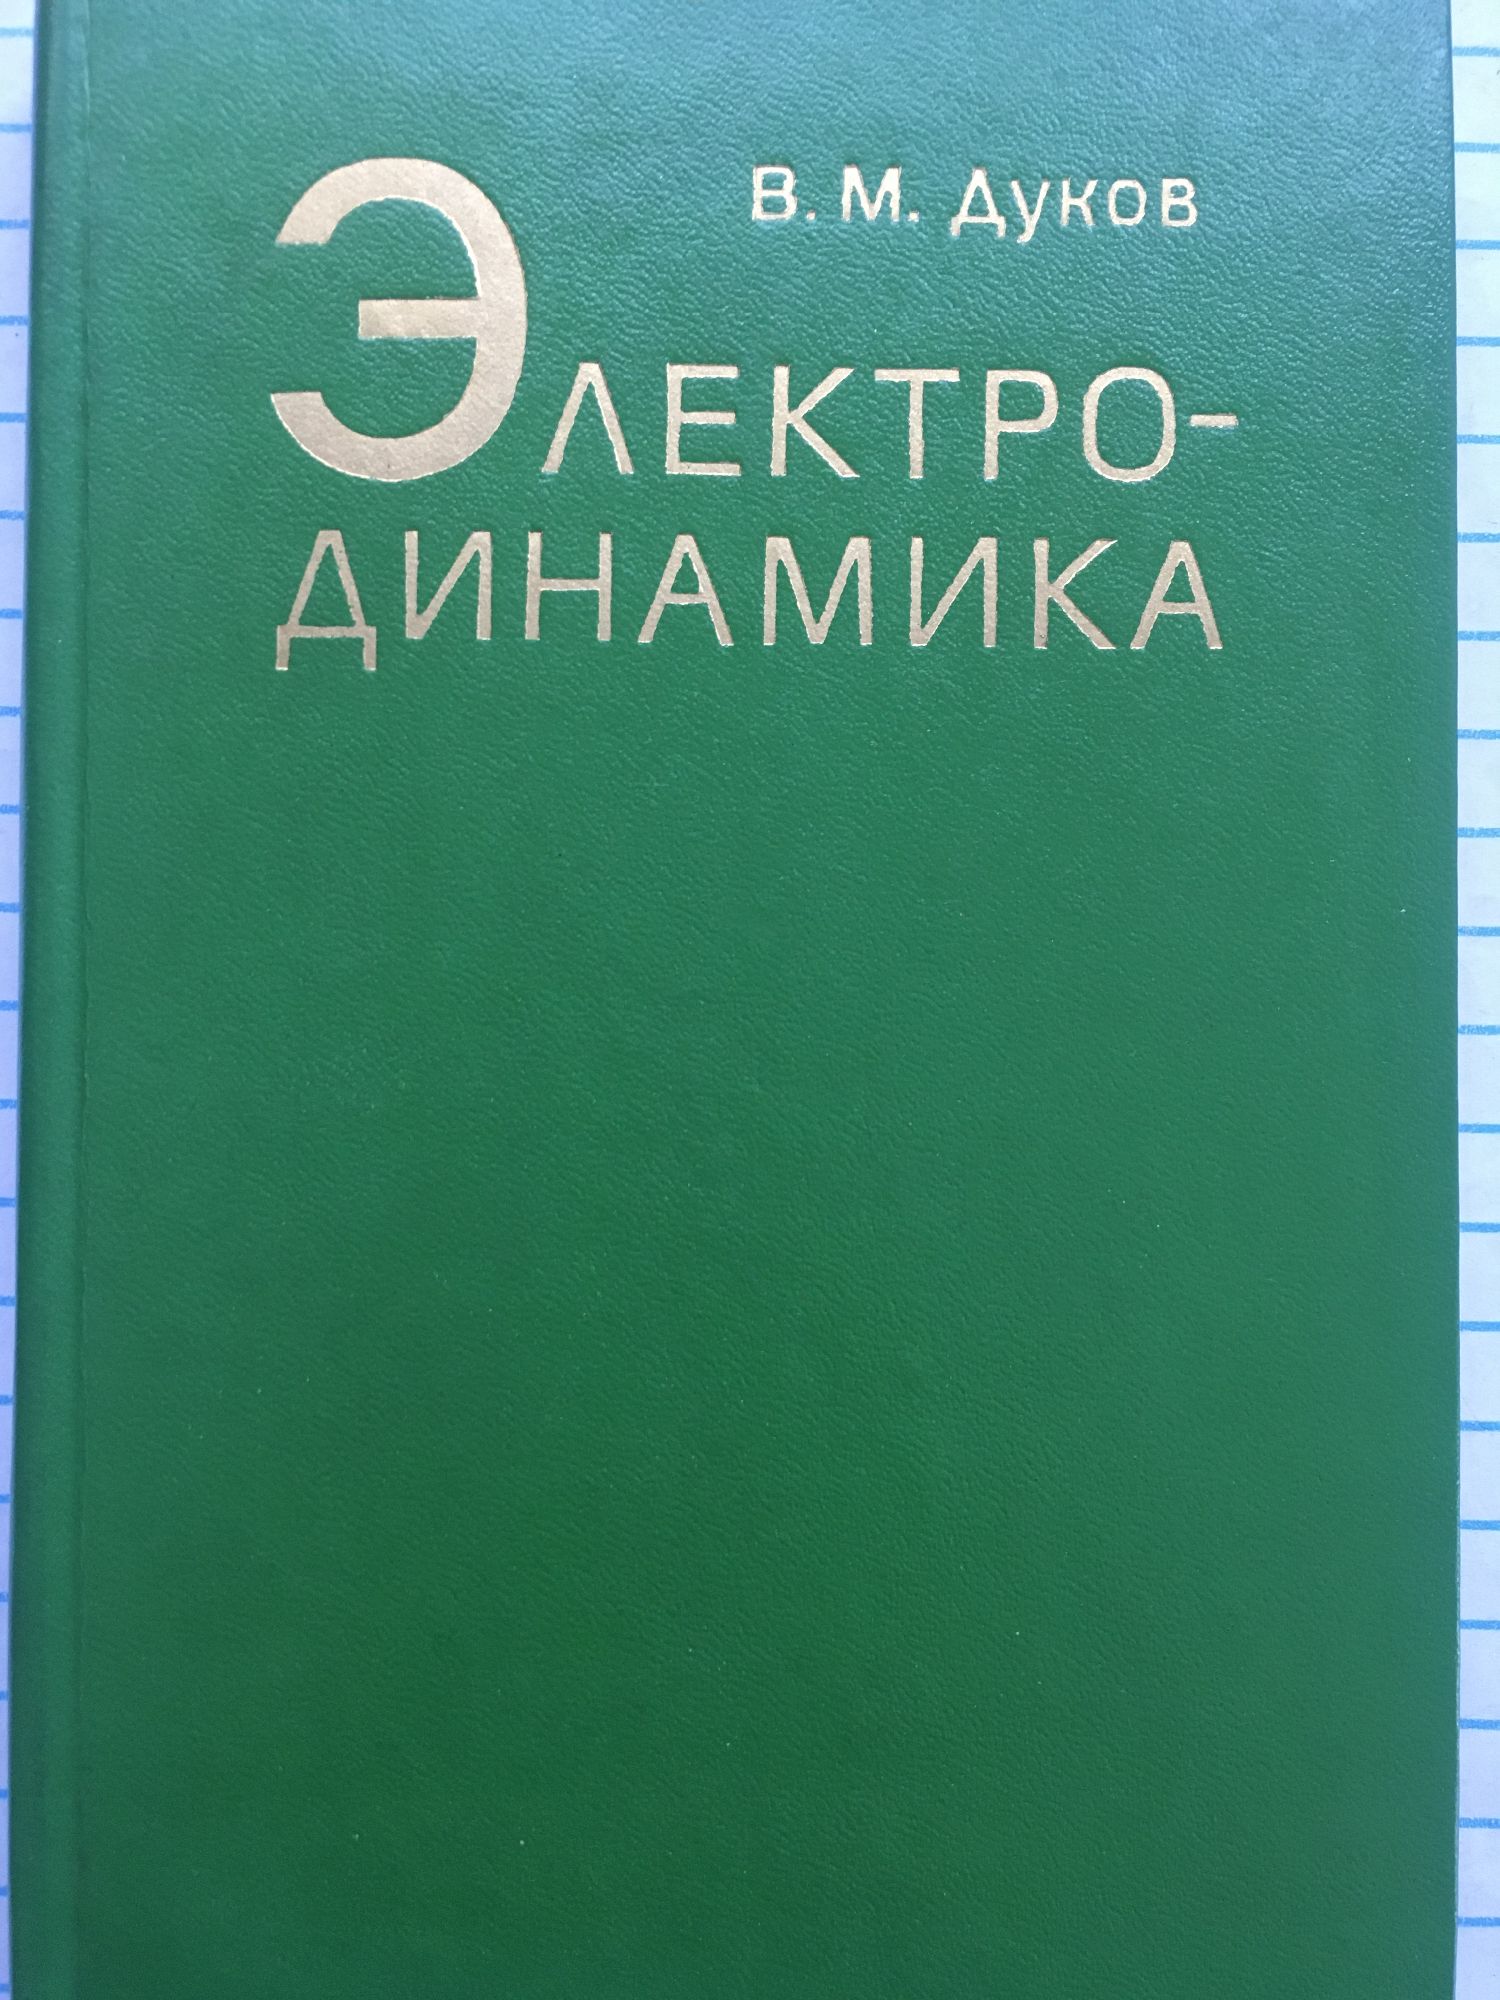 В. М. Дуков
Электро-
динамика